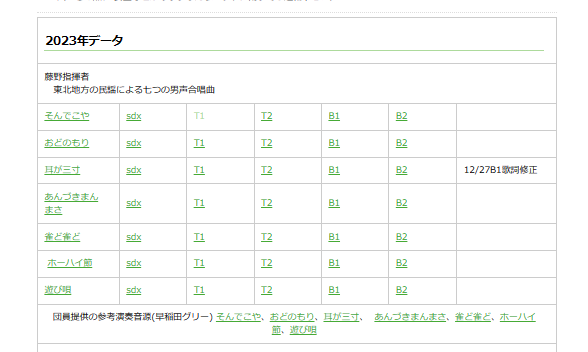 2023年データ
藤野指揮者
東北地方の民謡による七つの男声合唱曲
そんでこや sdx T1 T2 B1 B2
おどのもり sdx T1 T2 B1 B2
耳が三寸 sdx T1 T2 B1 B2 12/27B1歌詞修正
あんづきまん
まさ sdx T1 T2 B1 B2
雀ど雀ど sdx T1 T2 B1 B2
ホーハイ節 sdx T1 T2 B1 B2
遊び唄 sdx T1 T2 B1 B2
団員提供の参考演奏音源(早稲田グリー) そんでこや、おどのもり、耳が三寸、 あんづきまんまさ、雀ど雀ど、ホーハイ
節、遊び唄